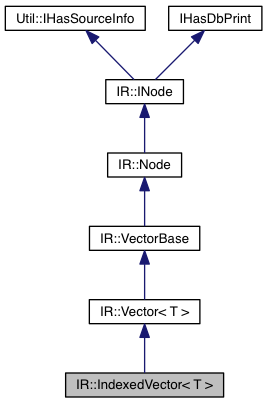 Util::IHasSourceInfo
IHasDbPrint
IR::INode
IR::Node
IR::VectorBase
IR::Vector< T >
IR::IndexedVector< T >